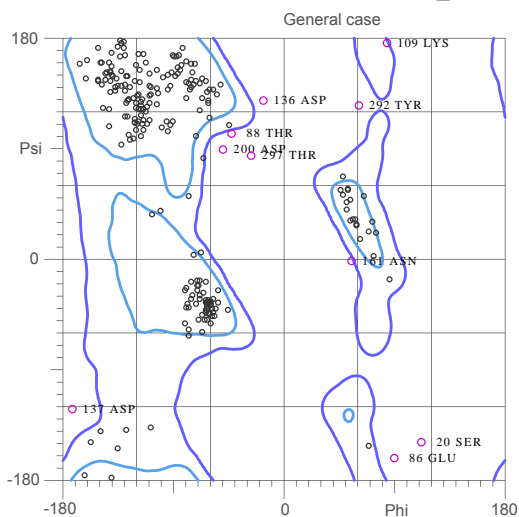 General case
180
109 LYS
136 ASP
292 TYR
88 THR
Psi
200 ASP
297 THR
0
161 ASN
137 ASP
20 SER
86 GLU
-180
-180
0
Phi
180